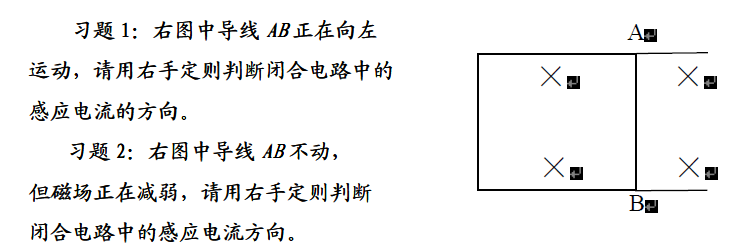 习题 1：右图中导线 AB 正在向左
运动，请用右手定则判断闭合电路中的
感应电流的方向。
习题 2：右图中导线 AB 不动，
但磁场正在减弱，请用右手定则判断
闭合电路中的感应电流方向。
A
B